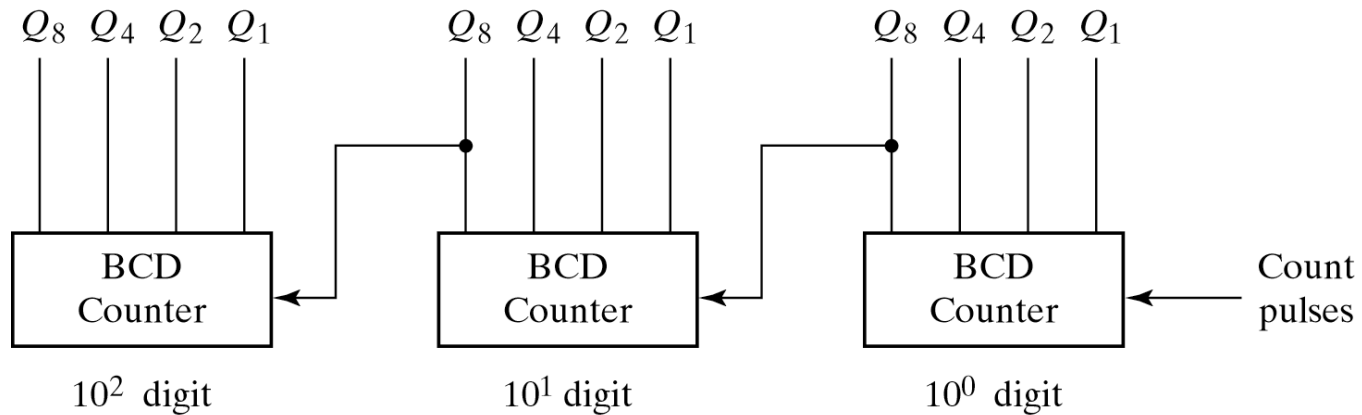 Q8 Q4 Q2 Q1 Q8 Q4 Q2 Q1 Q8 Q4 Q2 Q1
BCD Counter
BCD Counter
BCD Counter
Count pulses
10² digit 10¹ digit 10⁰ digit